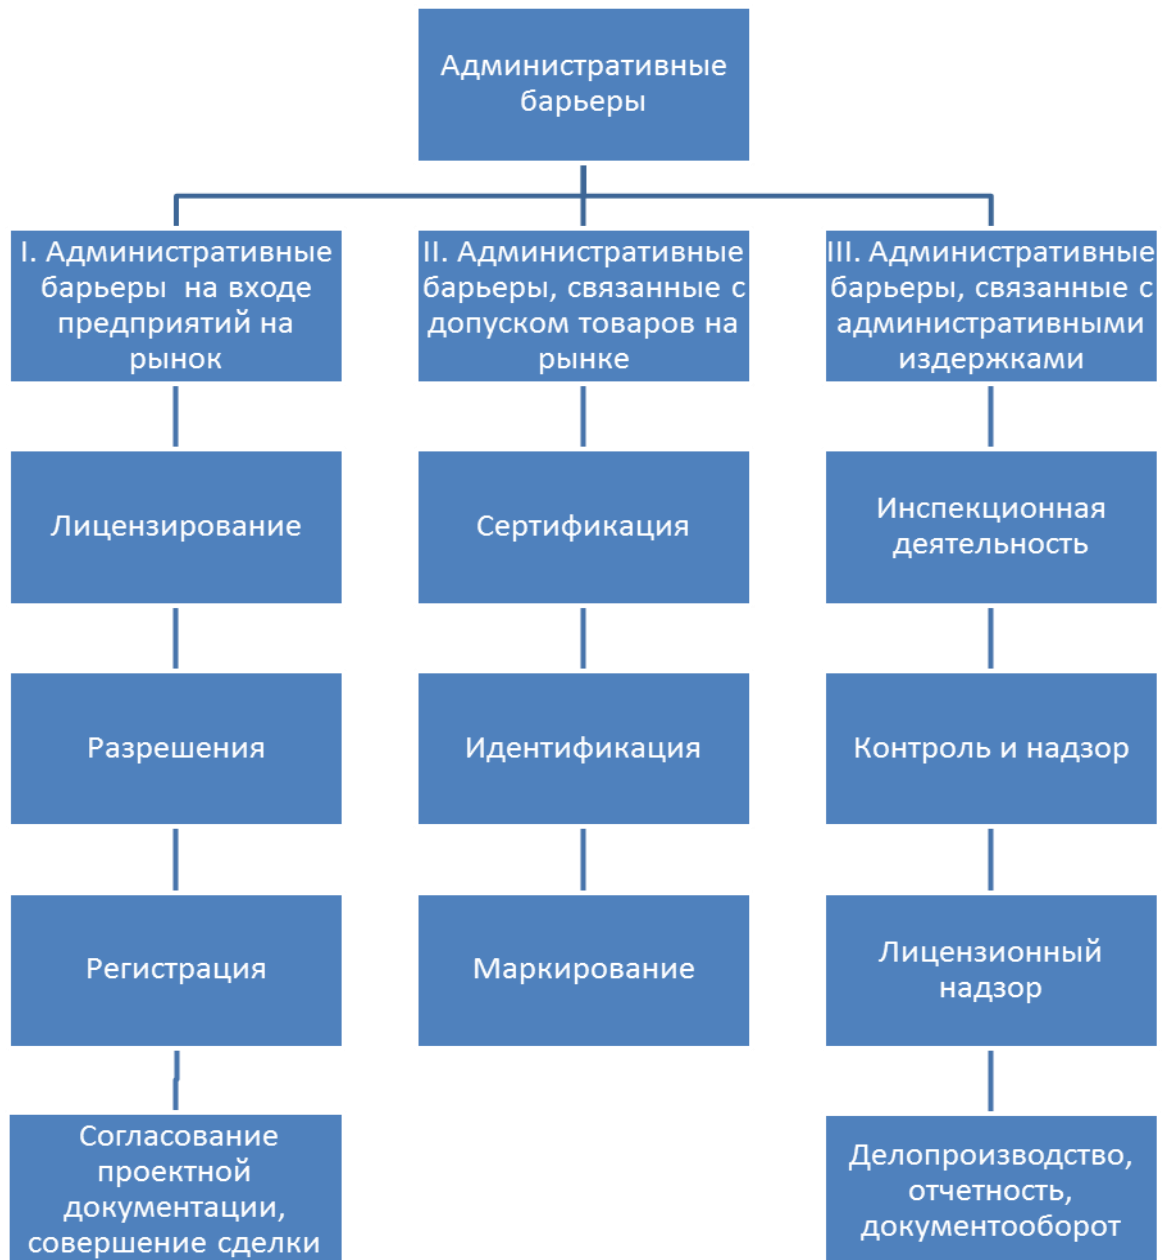 Административные
барьеры
I. Административные
барьеры на входе
предприятий на
рынок
II. Административные
барьеры, связанные с
допуском товаров на
рынке
III. Административные
барьеры, связанные с
административными
издержками
Лицензирование
Сертификация
Инспекционная
деятельность
Разрешения
Идентификация
Контроль и надзор
Регистрация
Маркирование
Лицензионный
надзор
Согласование
проектной
документации,
совершение сделки
Делопроизводство,
отчетность,
документооборот